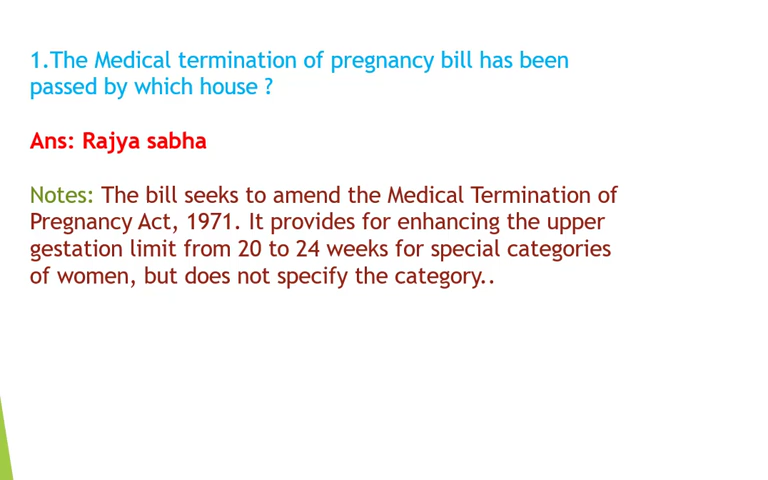 1.The Medical termination of pregnancy bill has been
passed by which house ?
Ans: Rajya sabha
Notes: The bill seeks to amend the Medical Termination of
Pregnancy Act, 1971. It provides for enhancing the upper
gestation limit from 20 to 24 weeks for special categories
of women, but does not specify the category..